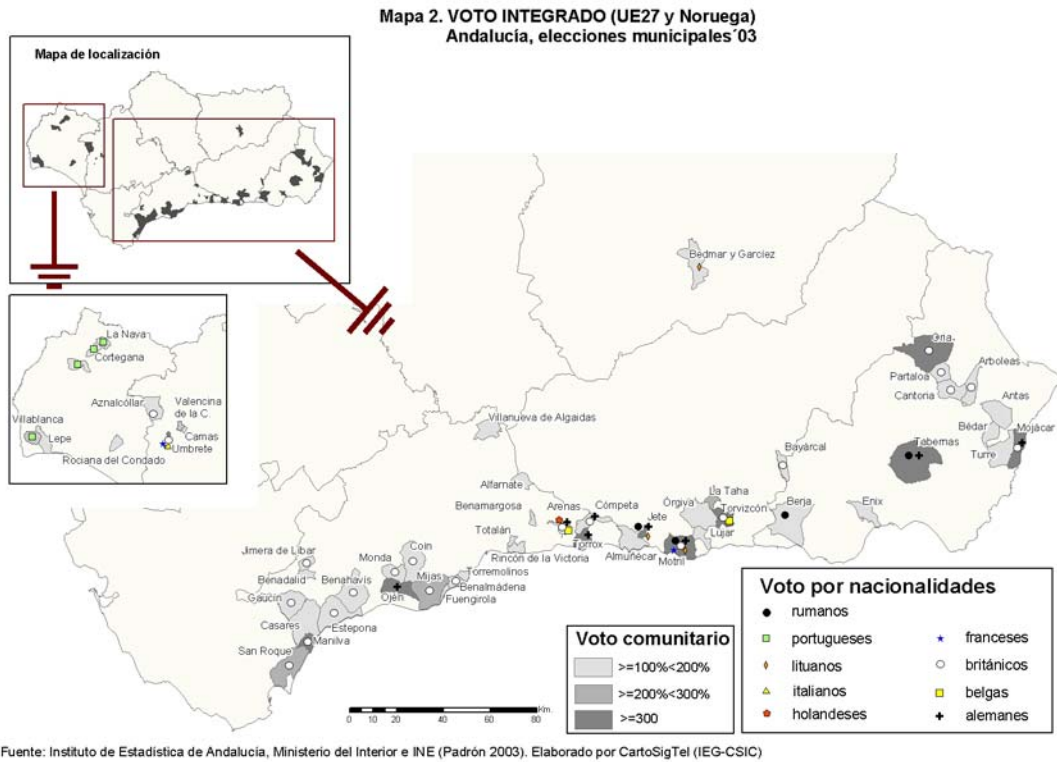 Mapa 2. VOTO INTEGRADO (UE27 y Noruega)
Andalucía, elecciones municipales´03
Mapa de localización
Bedmar y Garcíez
La Nava
Cortegana
Aznalcóllar
Valencina
de la C.
Villablanca
Lepe
Camas
Umbrete
Rociana del Condado
Oria
Arboleas
Partaloa
Cantoria
Antas
Bédar
Mojácar
Turre
Tabernas
Villanueva de Algaidas
Bayárcal
Alfarnate
Benamargosa
Arenas
Cómpeta
Jete
Órgiva
La Taha
Torvizcón
Berja
Enix
Totalán
Torrox
Lujar
Rincón de la Victoria
Almuñécar
Motril
Jimera de Líbar
Coín
Monda
Torremolinos
Benadalid
Benahavís
Mijas
Benalmádena
Gaucín
Ojén
Fuengirola
Casares
Estepona
Manilva
San Roque
0 10 20 40 60 80
Km.
Voto comunitario
>=100%<200%
>=200%<300%
>=300
Voto por nacionalidades
rumanos
portugueses
franceses
lituanos
británicos
italianos
belgas
holandeses
alemanes
Fuente: Instituto de Estadística de Andalucía, Ministerio del Interior e INE (Padrón 2003). Elaborado por CartoSigTel (IEG-CSIC)